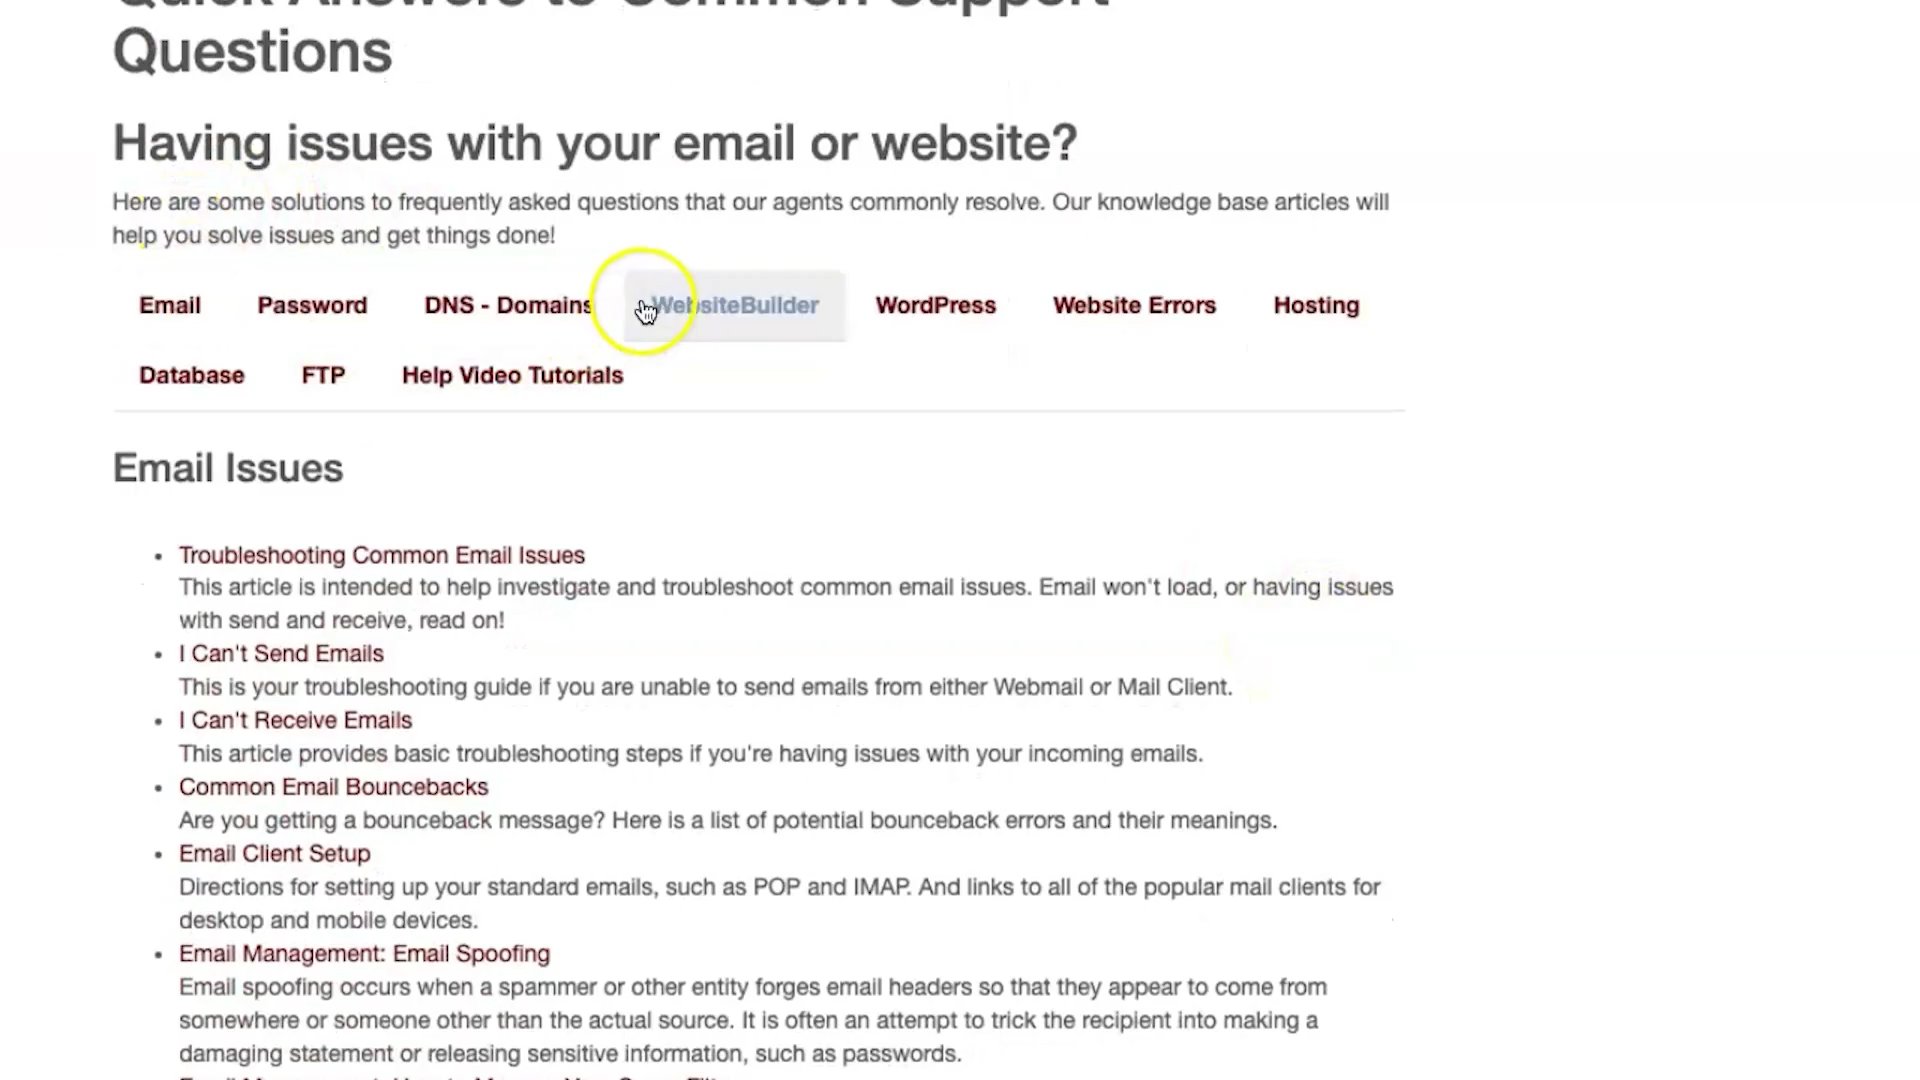 Quick Answers to Common Support
Questions
Having issues with your email or website?
Here are some solutions to frequently asked questions that our agents commonly resolve. Our knowledge base articles will
help you solve issues and get things done!
Email Password DNS - Domains WebsiteBuilder WordPress Website Errors Hosting
Database FTP Help Video Tutorials
Email Issues
• Troubleshooting Common Email Issues
This article is intended to help investigate and troubleshoot common email issues. Email won't load, or having issues
with send and receive, read on!
• I Can't Send Emails
This is your troubleshooting guide if you are unable to send emails from either Webmail or Mail Client.
• I Can't Receive Emails
This article provides basic troubleshooting steps if you're having issues with your incoming emails.
• Common Email Bouncebacks
Are you getting a bounceback message? Here is a list of potential bounceback errors and their meanings.
• Email Client Setup
Directions for setting up your standard emails, such as POP and IMAP. And links to all of the popular mail clients for
desktop and mobile devices.
• Email Management: Email Spoofing
Email spoofing occurs when a spammer or other entity forges email headers so that they appear to come from
somewhere or someone other than the actual source. It is often an attempt to trick the recipient into making a
damaging statement or releasing sensitive information, such as passwords.